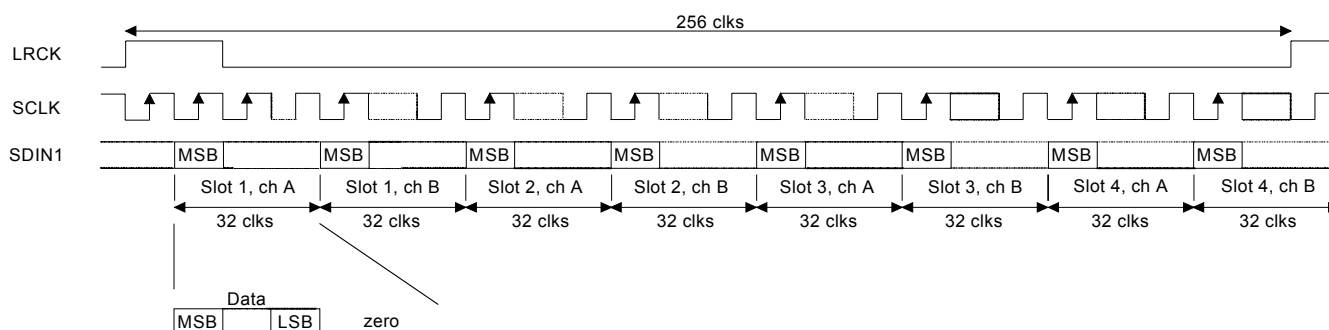 256 clks
LRCK
SCLK
SDIN1
MSB MSB MSB MSB MSB MSB MSB MSB
Slot 1, ch A Slot 1, ch B Slot 2, ch A Slot 2, ch B Slot 3, ch A Slot 3, ch B Slot 4, ch A Slot 4, ch B
32 clks 32 clks 32 clks 32 clks 32 clks 32 clks 32 clks 32 clks
Data
MSB LSB zero